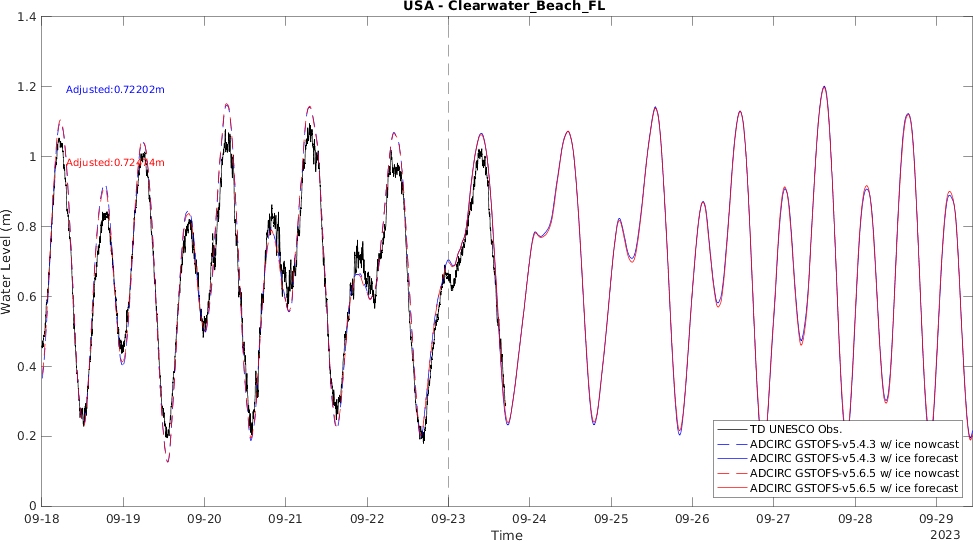 USA - Clearwater_Beach_FL
1.4
1.2
1
0.8
0.6
0.4
0.2
0
Water Level (m)
Adjusted:0.72202m
TD UNESCO Obs.
ADCIRC GSTOFS-v5.4.3 w/ ice nowcast
ADCIRC GSTOFS-v5.4.3 w/ ice forecast
ADCIRC GSTOFS-v5.6.5 w/ ice nowcast
ADCIRC GSTOFS-v5.6.5 w/ ice forecast
09-18 09-19 09-20 09-21 09-22 09-23 09-24 09-25 09-26 09-27 09-28 09-29
Time
2023